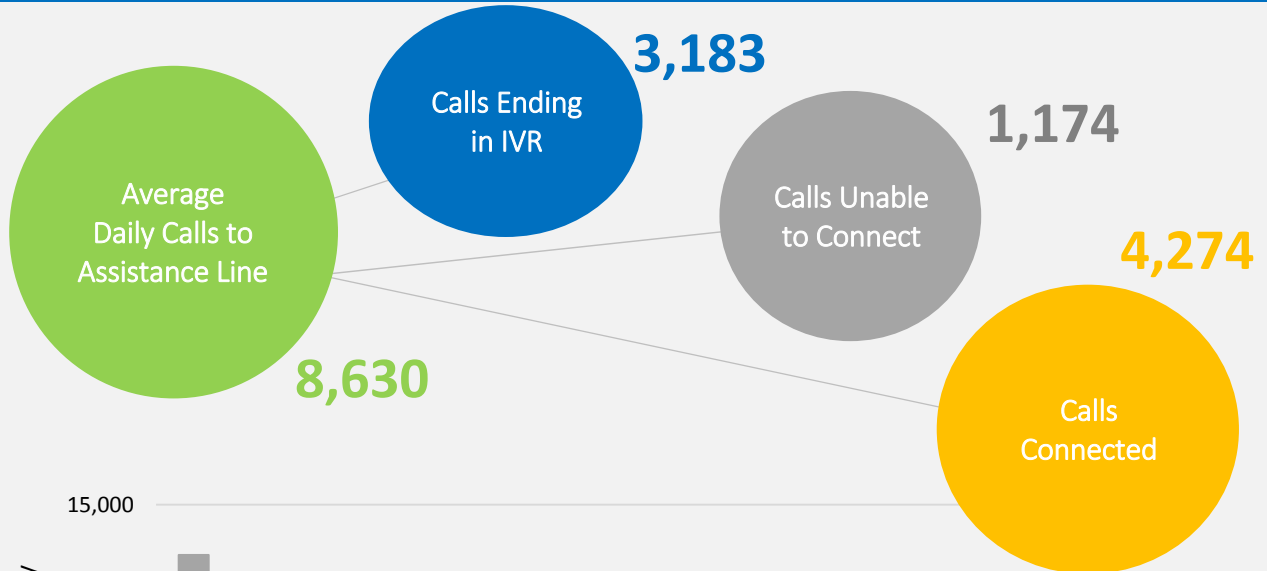 Calls Ending
in IVR
3,183
Average
Daily Calls to
Assistance Line
8,630
Calls Unable
to Connect
1,174
4,274
Calls
Connected
15,000